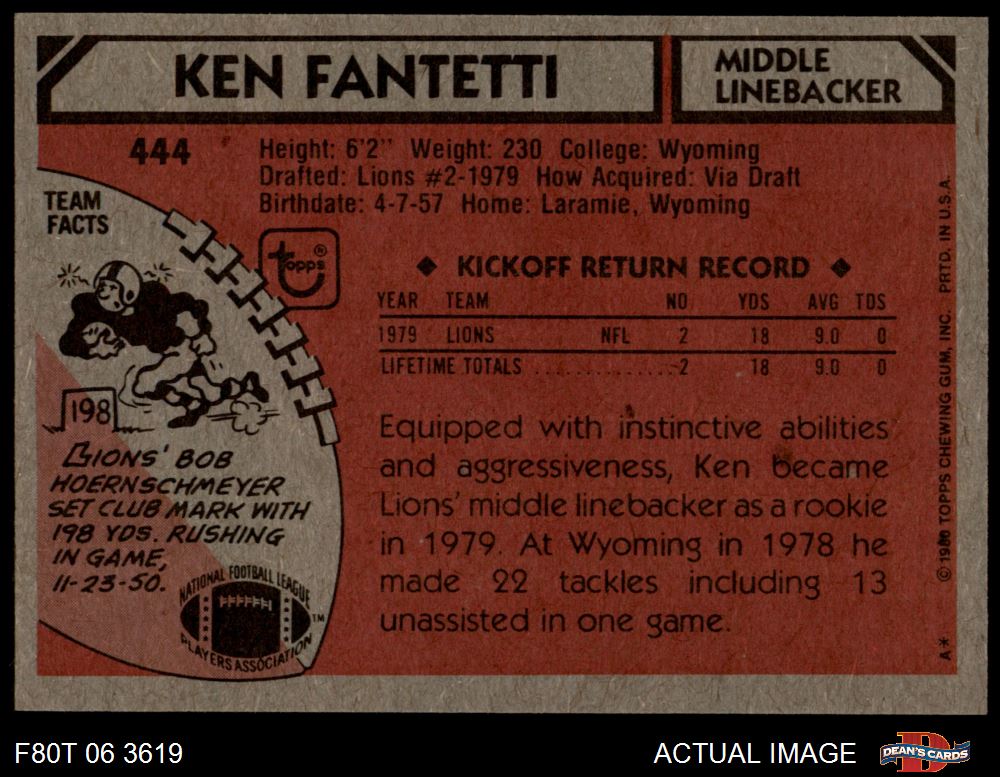 KEN FANTETTI
MIDDLE
LINEBACKER
444
Height: 6'2" Weight: 230 College: Wyoming
Drafted: Lions #2-1979 How Acquired: Via Draft
Birthdate: 4-7-57 Home: Laramie, Wyoming
TEAM
FACTS
topps®
198
LIONS' BOB
HOERNSCHMEYER
SET CLUB MARK WITH
198 YDS. RUSHING
IN GAME,
11-23-50.
NATIONAL FOOTBALL LEAGUE
PLAYERS ASSOCIATION
TM
◆ KICKOFF RETURN RECORD ◆
YEAR TEAM NO YDS AVG TDS
1979 LIONS NFL 2 18 9.0 0
LIFETIME TOTALS ............... 2 18 9.0 0
Equipped with instinctive abilities
and aggressiveness, Ken became
Lions' middle linebacker as a rookie
in 1979. At Wyoming in 1978 he
made 22 tackles including 13
unassisted in one game.
© 1980 TOPPS CHEWING GUM, INC. PRTD. IN U.S.A.
A*
F80T 06 3619
ACTUAL IMAGE
D
DEAN'S CARDS